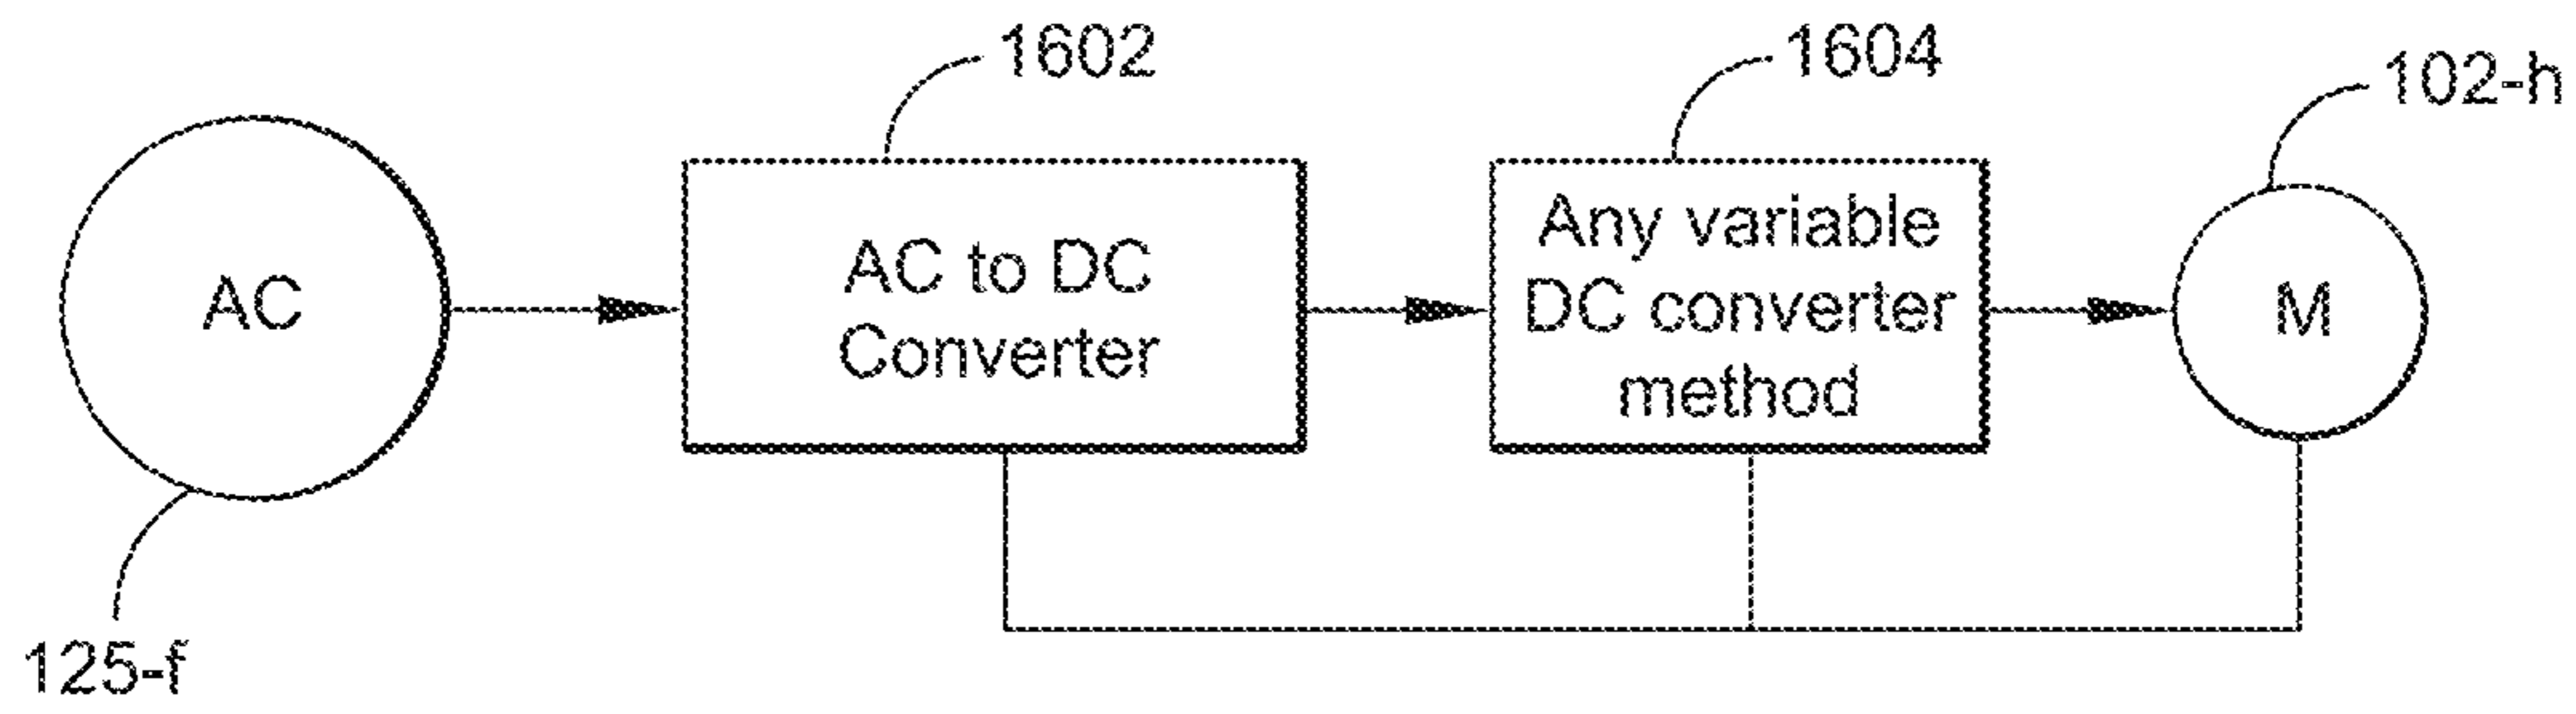 1602
1604
102-h
AC
AC to DC
Converter
Any variable
DC converter
method
M
125-f